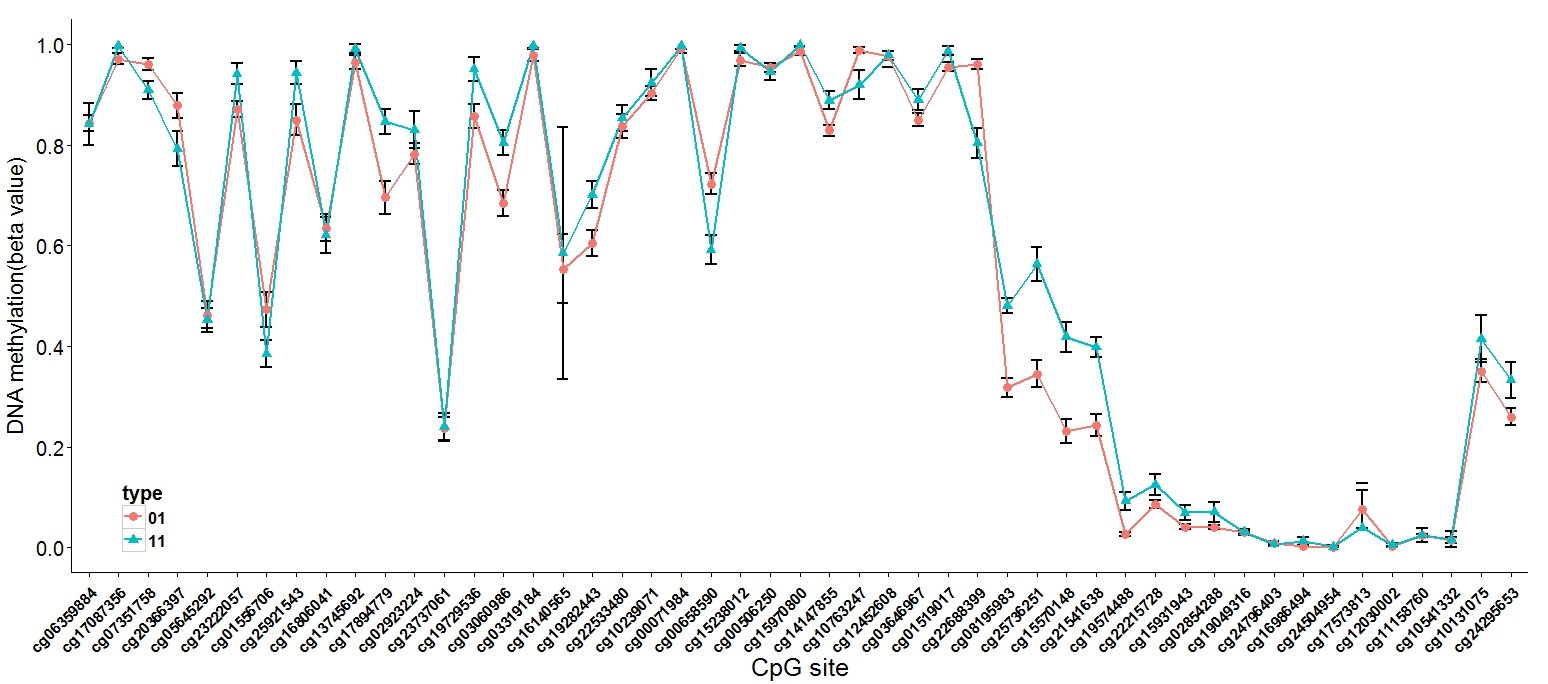 DNA methylation(beta value)
1.0
0.8
0.6
0.4
0.2
0.0
type
01
11
cg06359884
cg17087356
cg07351758
cg20366397
cg05645292
cg23222057
cg01556706
cg25921543
cg16806041
cg13745692
cg17894779
cg02923224
cg23737061
cg19729536
cg03060986
cg03319184
cg16140565
cg19282443
cg22533480
cg10239071
cg00071984
cg00658590
cg15238012
cg00506250
cg15970800
cg14147855
cg10763247
cg12452608
cg03646967
cg01519017
cg22688399
cg08195983
cg25736251
cg15570148
cg21541638
cg19574488
cg22215728
cg15931943
cg02854288
cg19049316
cg24796403
cg16986494
cg24504954
cg17573813
cg12030002
cg11158760
cg10541332
cg10131075
cg24295653
CpG site